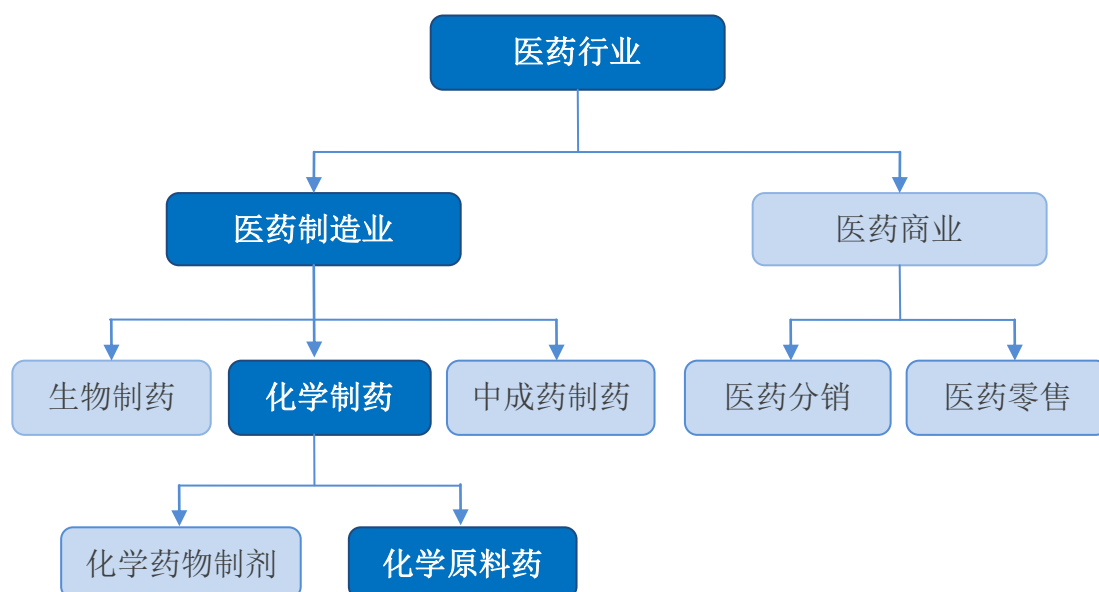 医药行业
医药制造业
医药商业
生物制药
化学制药
中成药制药
医药分销
医药零售
化学药物制剂
化学原料药